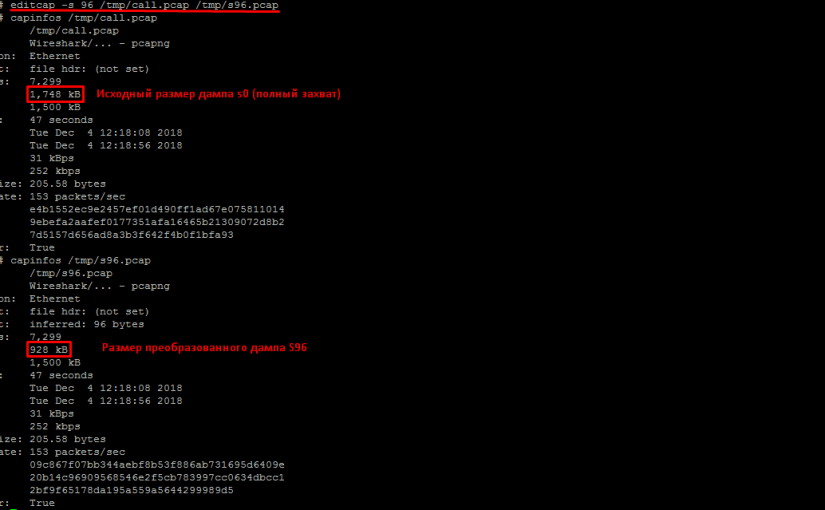 # editcap -s 96 /tmp/call.pcap /tmp/s96.pcap
# capinfos /tmp/call.pcap
/tmp/call.pcap
Wireshark/... - pcapng
on: Ethernet
t: file hdr: (not set)
s: 7,299
1,748 kB Исходный размер дампа s0 (полный захват)
1,500 kB
: 47 seconds
Tue Dec 4 12:18:08 2018
Tue Dec 4 12:18:56 2018
31 kBps
252 kbps
ize: 205.58 bytes
ate: 153 packets/sec
e4b1552ec9e2457ef01d490ff1ad67e075811014
9ebefa2aafef0177351afa16465b21309072d8b2
7d5157d656ad8a3b3f642f4b0f1bfa93
r: True
# capinfos /tmp/s96.pcap
/tmp/s96.pcap
Wireshark/... - pcapng
on: Ethernet
t: file hdr: (not set)
t: inferred: 96 bytes
s: 7,299
928 kB Размер преобразованного дампа S96
1,500 kB
: 47 seconds
Tue Dec 4 12:18:08 2018
Tue Dec 4 12:18:56 2018
31 kBps
252 kbps
ize: 205.58 bytes
ate: 153 packets/sec
09c867f07bb344aebf8b53f886ab731695d6409e
20b14c96909568546e2f5cb783997cc0634dbcc1
2bf9f65178da195a559a5644299989d5
r: True